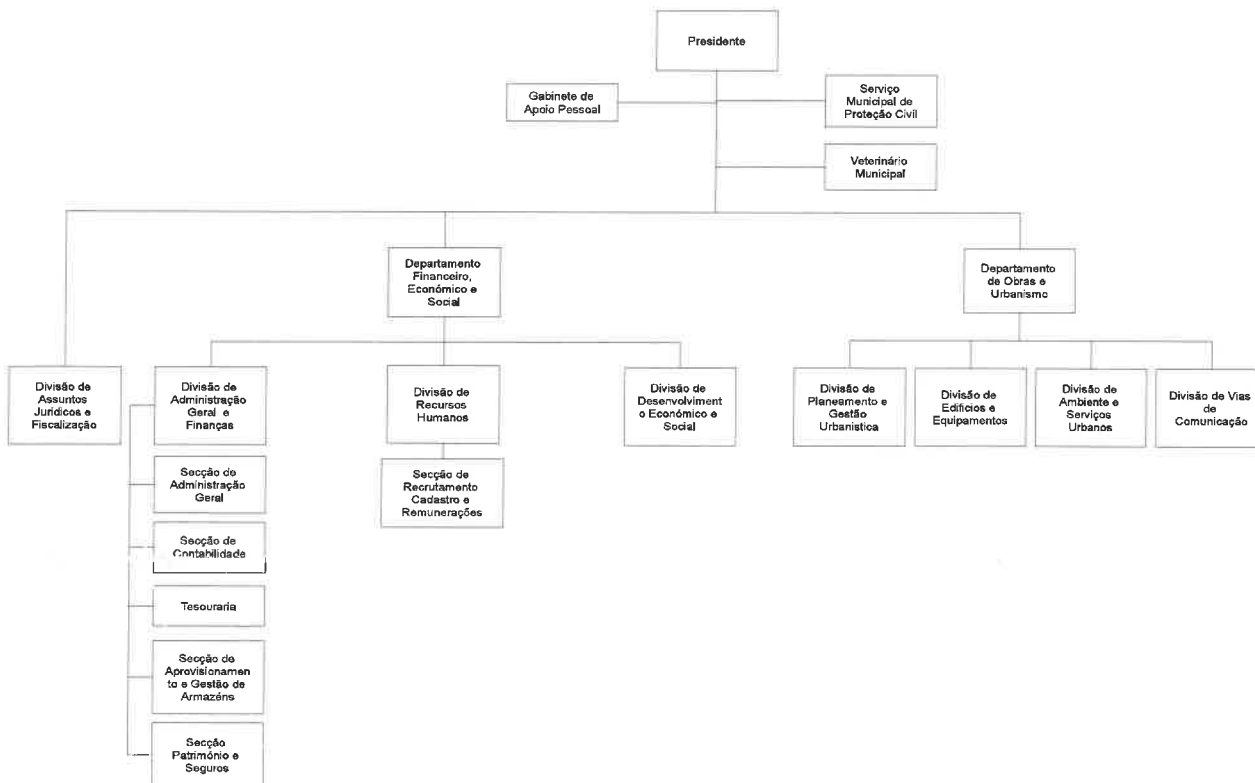 Presidente
Gabinete de
Apoio Pessoal
Serviço
Municipal de
Proteção Civil
Veterinário
Municipal
Departamento
Financeiro,
Económico e
Social
Departamento
de Obras e
Urbanismo
Divisão de
Assuntos
Jurídicos e
Fiscalização
Divisão de
Administração
Geral e
Finanças
Divisão de
Recursos
Humanos
Divisão de
Desenvolviment
o Económico e
Social
Divisão de
Planeamento e
Gestão
Urbanistica
Divisão de
Edifícios e
Equipamentos
Divisão de
Ambiente e
Serviços
Urbanos
Divisão de Vias
de
Comunicação
Secção de
Administração
Geral
Secção de
Recrutamento
Cadastro e
Remunerações
Secção de
Contabilidade
Tesouraria
Secção de
Aprovisionamen
to e Gestão de
Armazéns
Secção
Património e
Seguros